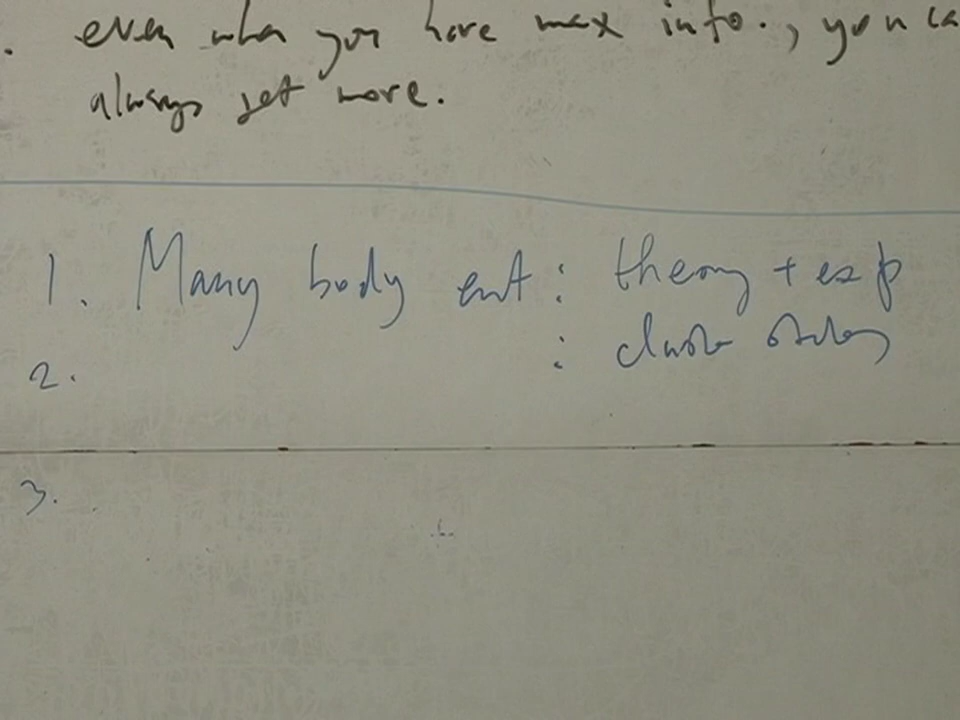 . even when you have max info., you ca
always get more.
1. Many body ent: theory + exp
: cluster states
2.
3.